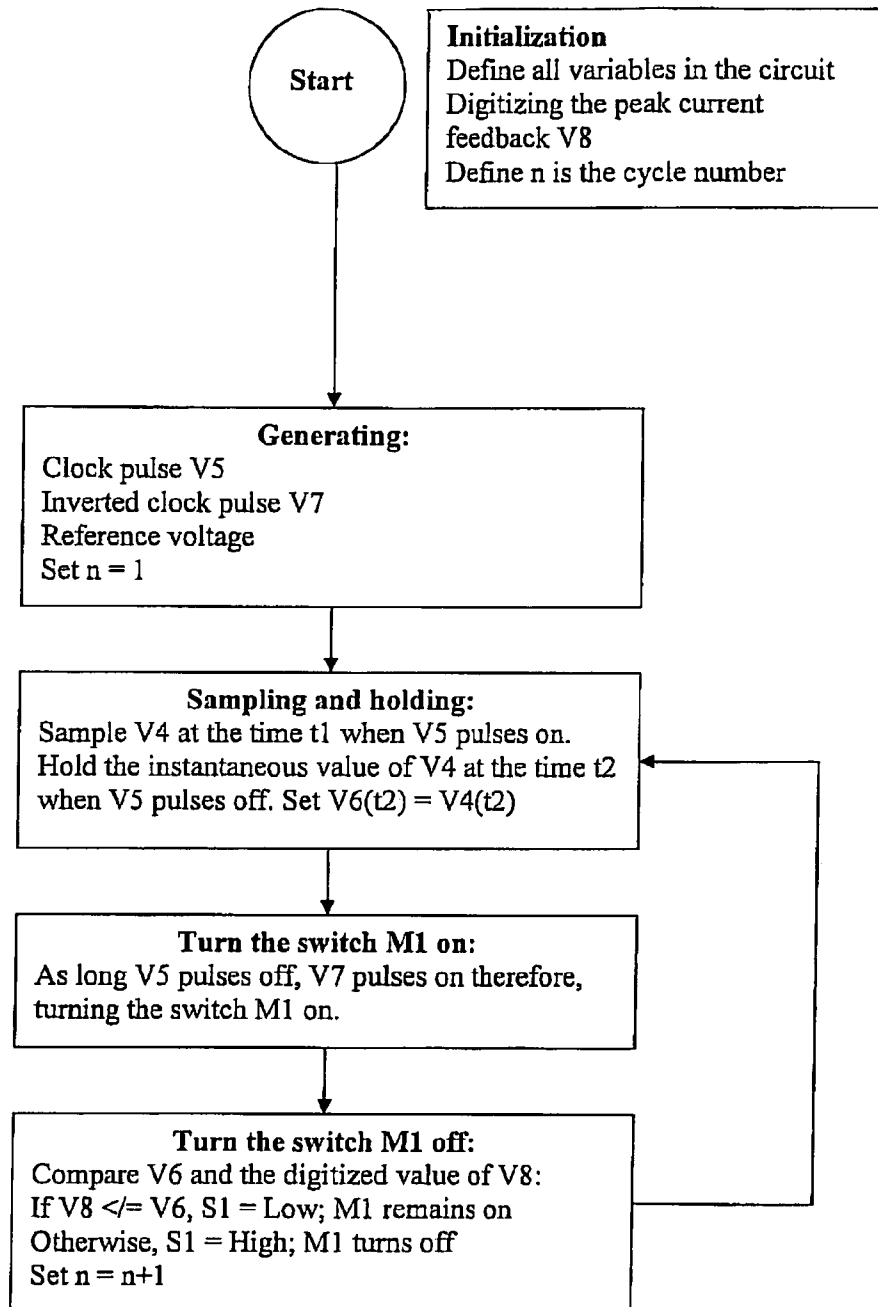 Start
Initialization
Define all variables in the circuit
Digitizing the peak current
feedback V8
Define n is the cycle number
Generating:
Clock pulse V5
Inverted clock pulse V7
Reference voltage
Set n = 1
Sampling and holding:
Sample V4 at the time t1 when V5 pulses on.
Hold the instantaneous value of V4 at the time t2
when V5 pulses off. Set V6(t2) = V4(t2)
Turn the switch M1 on:
As long V5 pulses off, V7 pulses on therefore,
turning the switch M1 on.
Turn the switch M1 off:
Compare V6 and the digitized value of V8:
If V8 </= V6, S1 = Low; M1 remains on
Otherwise, S1 = High; M1 turns off
Set n = n+1